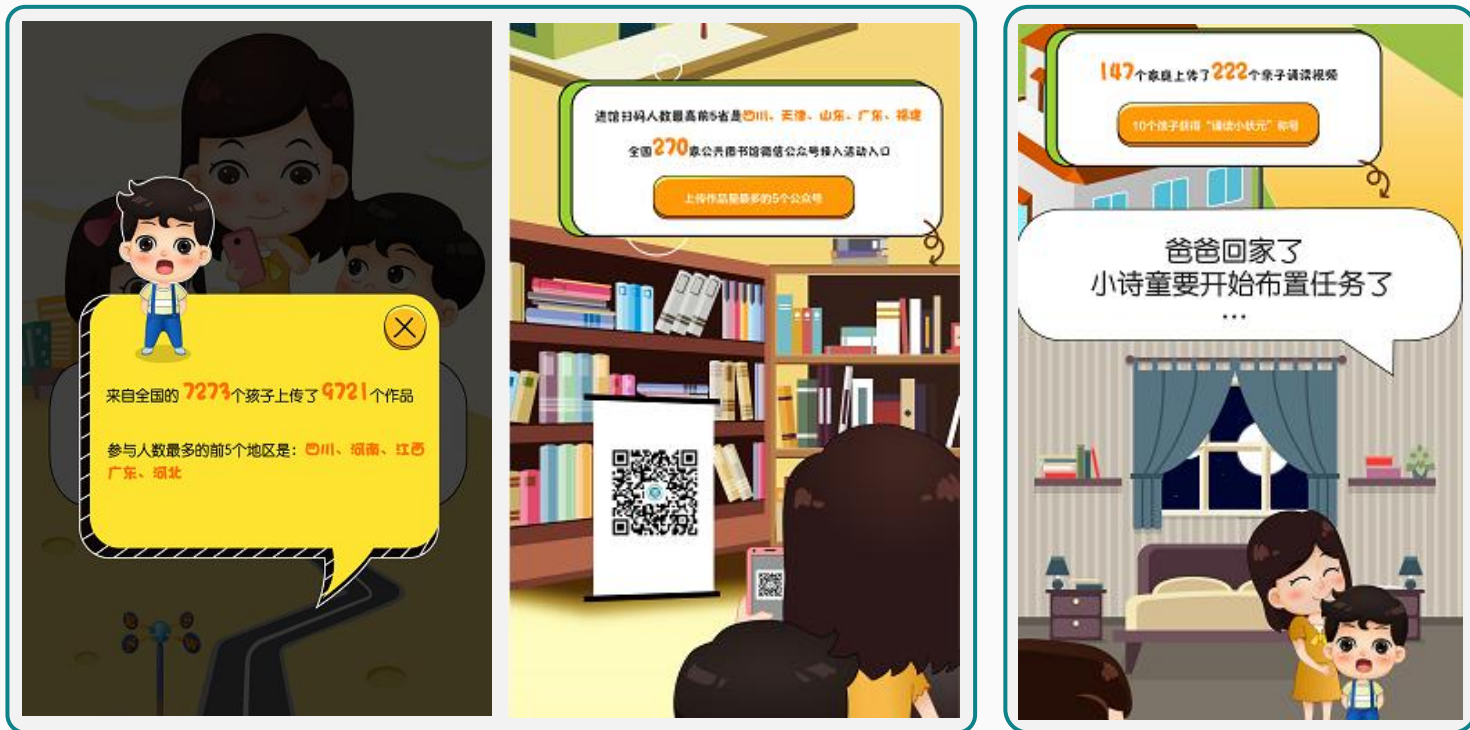 来自全国的 7273个孩子上传了9721个作品
参与人数最多的前5个地区是：四川、河南、江西
广东、河北
进馆扫码人数最高前5省是四川、天津、山东、广东、福建
全国270家公共图书馆微信公众号接入活动入口
上传作品量最多的5个公众号
147个家庭上传了222个亲子诵读视频
10个孩子获得“诵读小状元”称号
爸爸回家了
小诗童要开始布置任务了
...